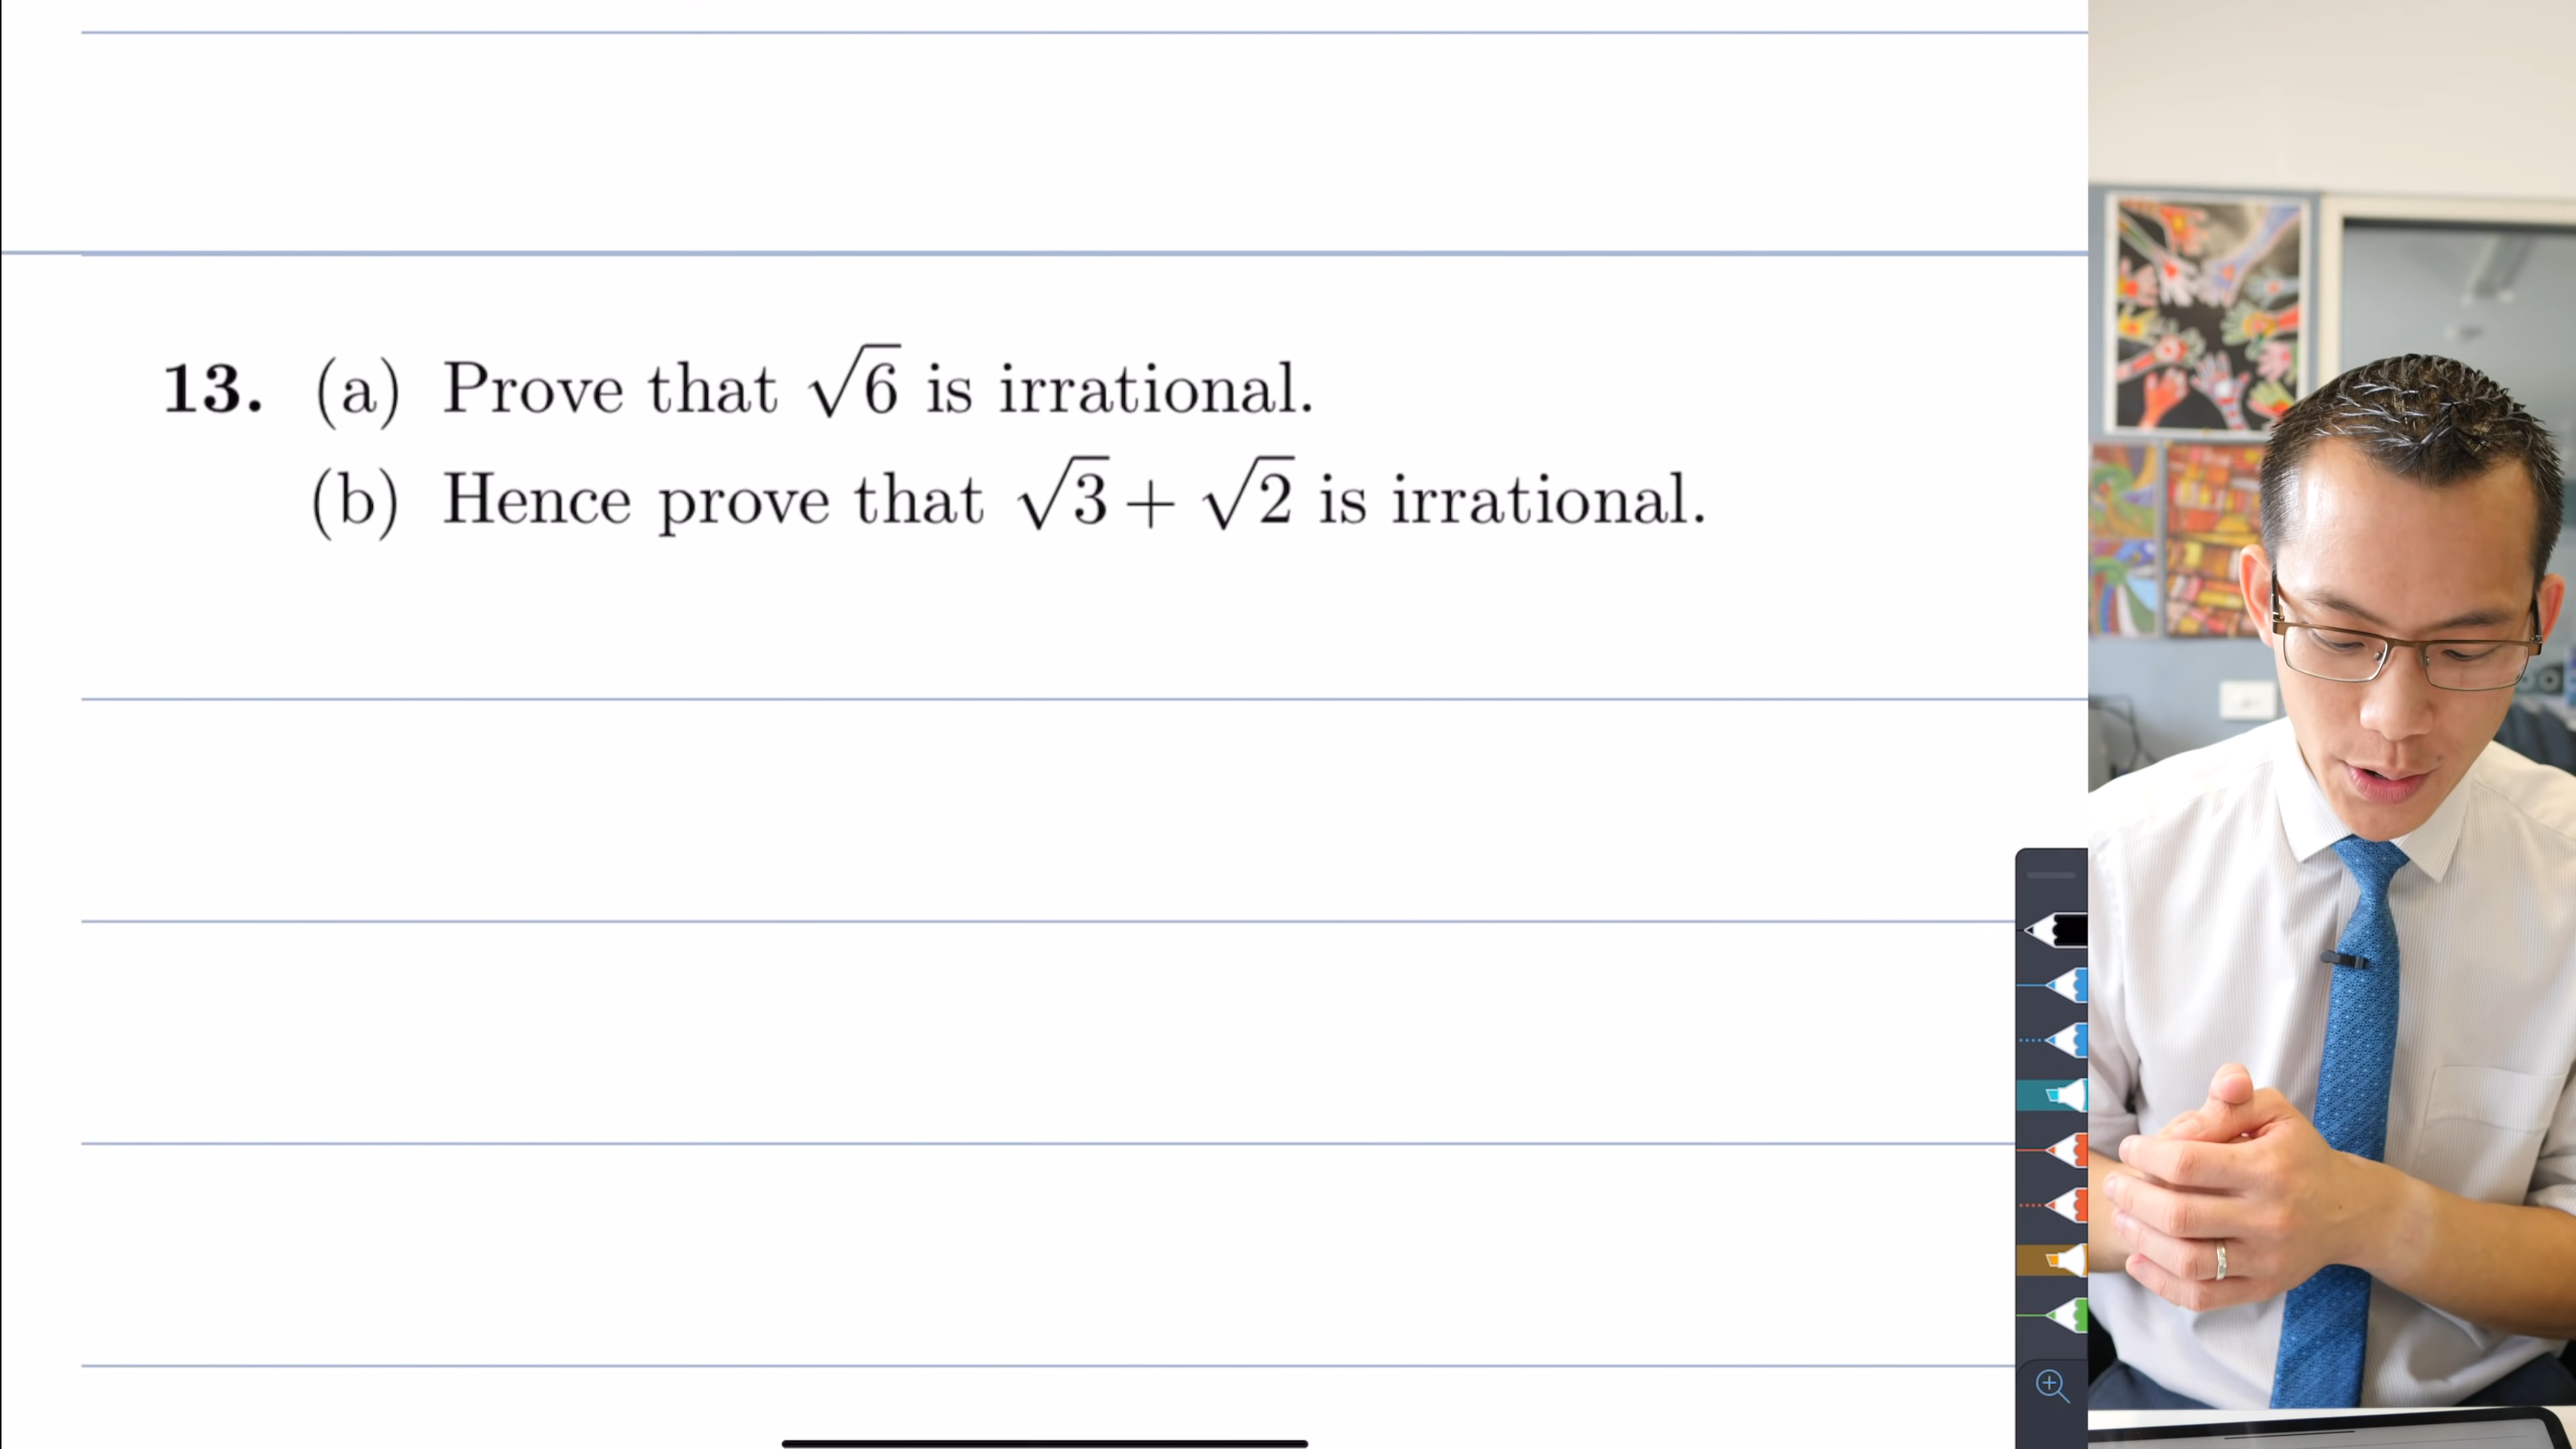 13. (a) Prove that √6 is irrational.
(b) Hence prove that √3 + √2 is irrational.